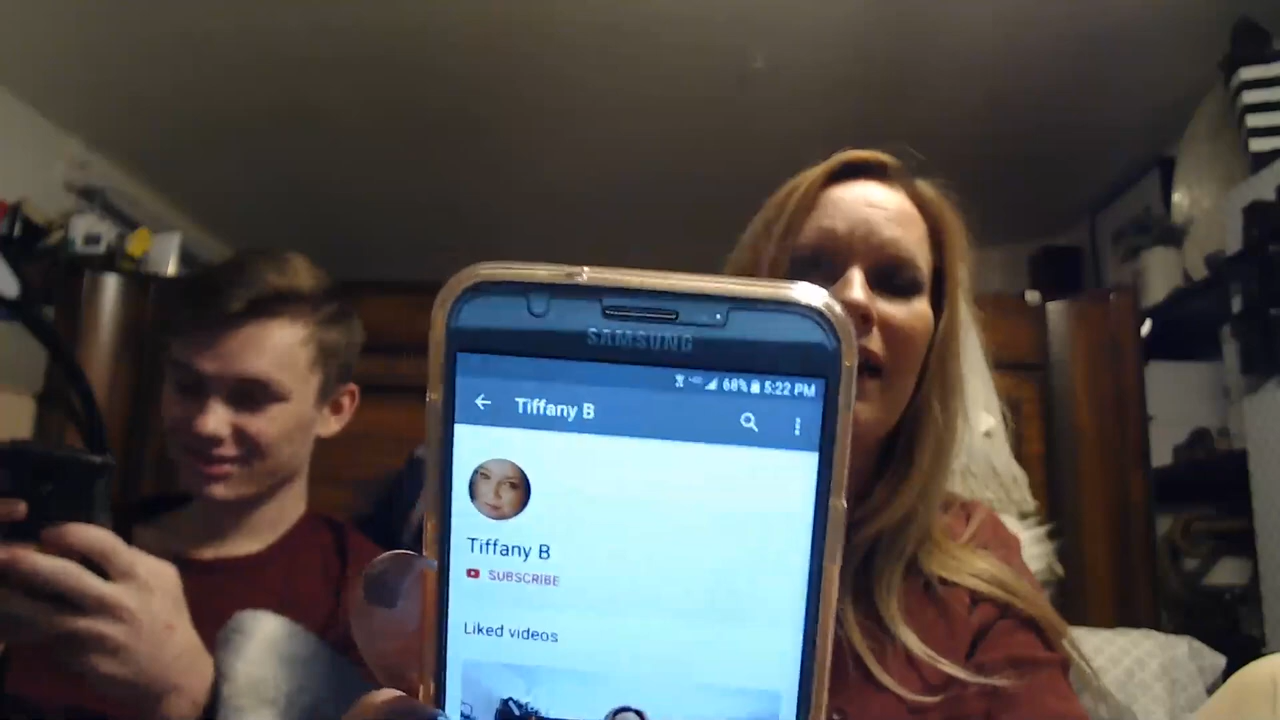 SAMSUNG
68% 5:22 PM
Tiffany B
Tiffany B
SUBSCRIBE
Liked videos